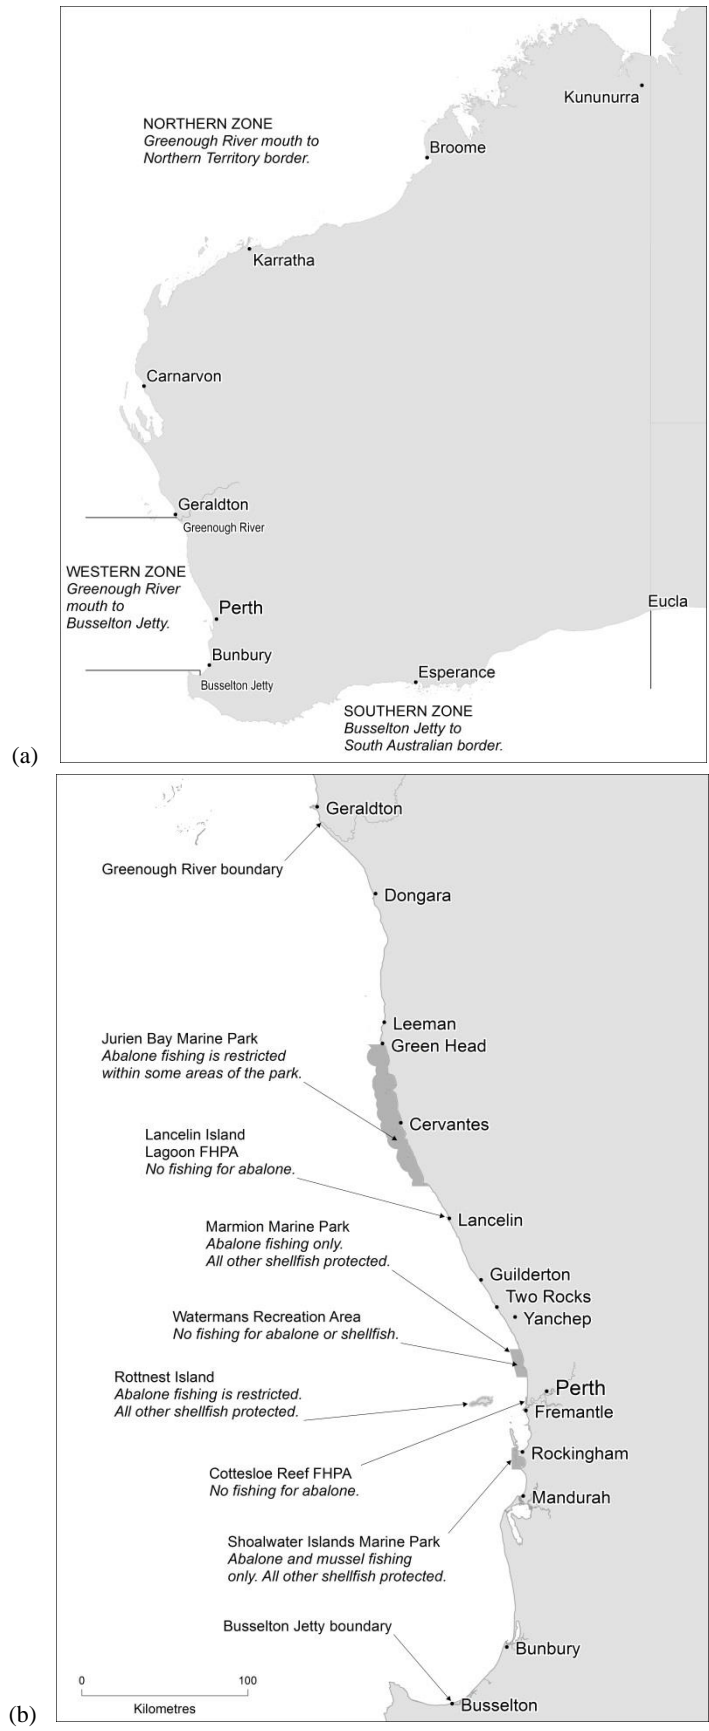 Kununurra
NORTHERN ZONE
Greenough River mouth to
Northern Territory border.
Broome
Karratha
Carnarvon
Geraldton
Greenough River
WESTERN ZONE
Greenough River
mouth to
Busselton Jetty.
Perth
Eucla
Bunbury
Busselton Jetty
Esperance
SOUTHERN ZONE
Busselton Jetty to
South Australian border.
(a)
Geraldton
Greenough River boundary
Dongara
Leeman
Green Head
Jurien Bay Marine Park
Abalone fishing is restricted
within some areas of the park.
Cervantes
Lancelin Island
Lagoon FHPA
No fishing for abalone.
Lancelin
Marmion Marine Park
Abalone fishing only.
All other shellfish protected.
Guilderton
Two Rocks
Yanchep
Watermans Recreation Area
No fishing for abalone or shellfish.
Rottnest Island
Abalone fishing is restricted.
All other shellfish protected.
Perth
Fremantle
Rockingham
Cottesloe Reef FHPA
No fishing for abalone.
Mandurah
Shoalwater Islands Marine Park
Abalone and mussel fishing
only. All other shellfish protected.
Busselton Jetty boundary
Bunbury
0 100
Kilometres
Busselton
(b)